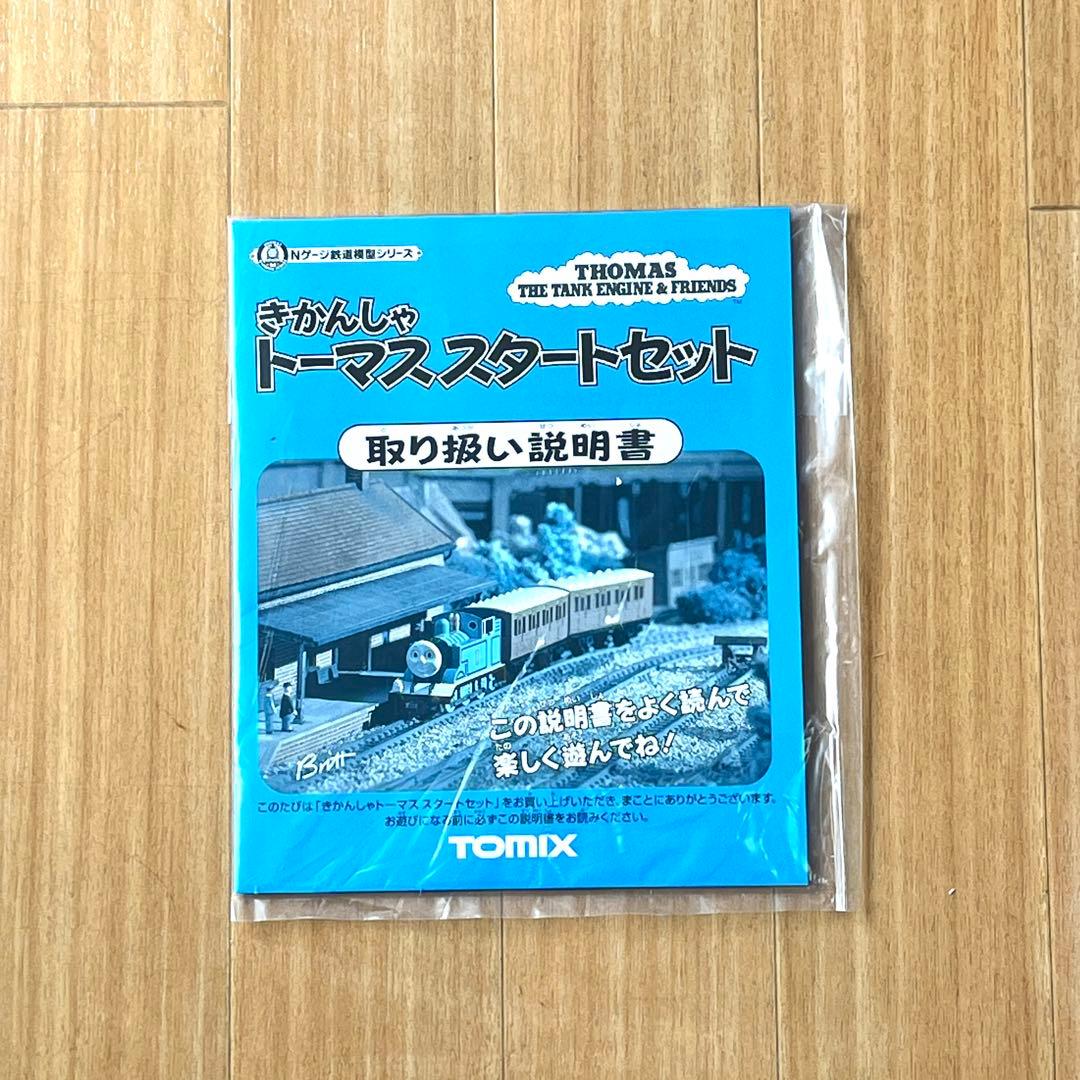 Nゲージ鉄道模型シリーズ
THOMAS
THE TANK ENGINE & FRIENDS
TM
きかんしゃ
トーマス スタートセット
取り扱い説明書
この説明書をよく読んで
楽しく遊んでね!
Britt
このたびは「きかんしゃトーマス スタートセット」をお買い上げいただき、まことにありがとうございます。
お遊びになる前に必ずこの説明書をお読みください。
TOMIX